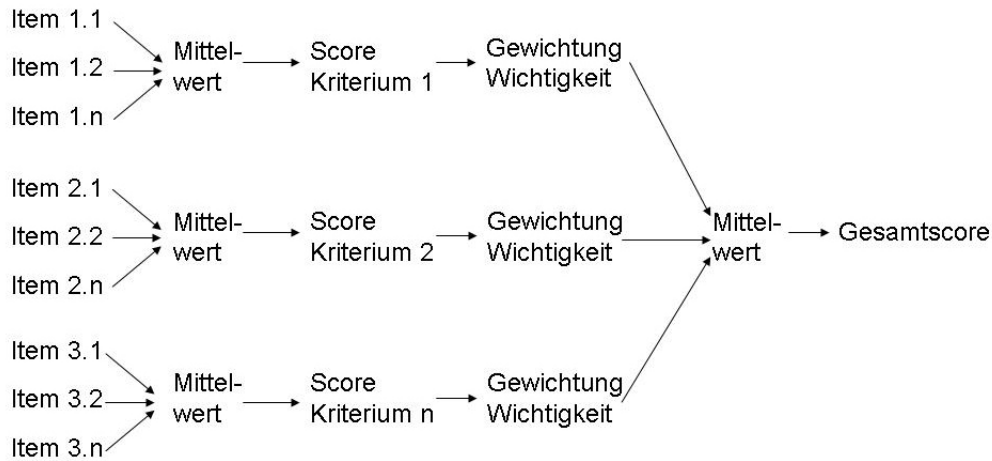 Item 1.1
Item 1.2
Item 1.n
Mittel-
wert
Score
Kriterium 1
Gewichtung
Wichtigkeit
Item 2.1
Item 2.2
Item 2.n
Mittel-
wert
Score
Kriterium 2
Gewichtung
Wichtigkeit
Mittel-
wert
Gesamtscore
Item 3.1
Item 3.2
Item 3.n
Mittel-
wert
Score
Kriterium n
Gewichtung
Wichtigkeit